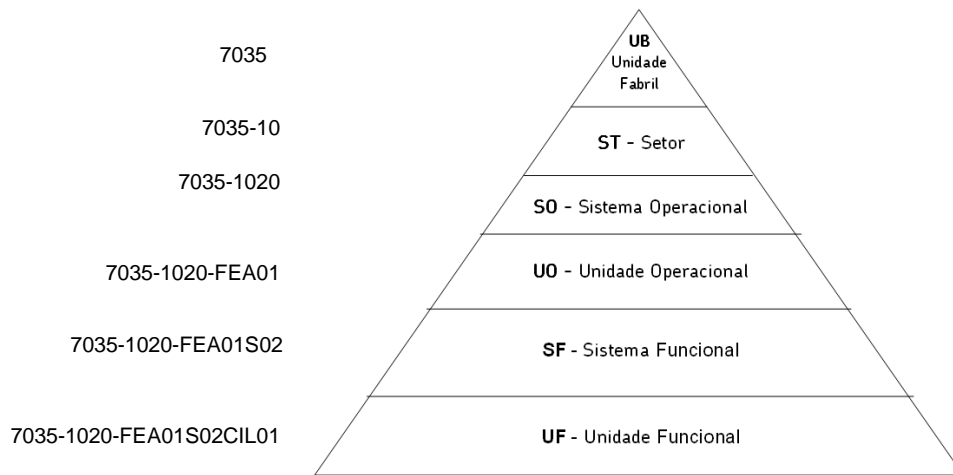 7035
UB
Unidade
Fabril
7035-10
ST - Setor
7035-1020
SO - Sistema Operacional
7035-1020-FEA01
UO - Unidade Operacional
7035-1020-FEA01S02
SF - Sistema Funcional
7035-1020-FEA01S02CIL01
UF - Unidade Funcional